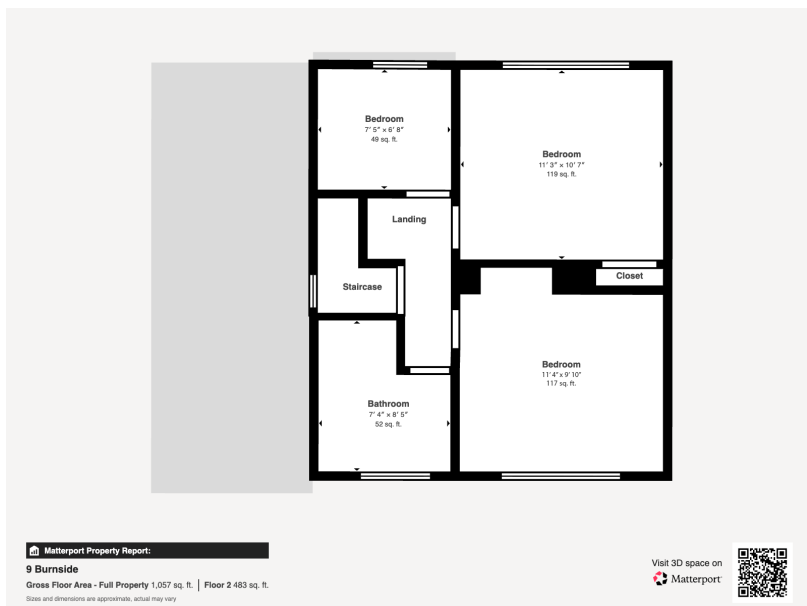 Bedroom
7′ 5″ × 6′ 8″
49 sq. ft.
Bedroom
11′ 3″ × 10′ 7″
119 sq. ft.
Landing
Closet
Staircase
Bedroom
11' 4" x 9' 10"
117 sq. ft.
Bathroom
7′ 4″ × 8′ 5″
52 sq. ft.
Matterport Property Report:
9 Burnside
Gross Floor Area - Full Property 1,057 sq. ft. | Floor 2 483 sq. ft.
Sizes and dimensions are approximate, actual may vary
Visit 3D space on
Matterport